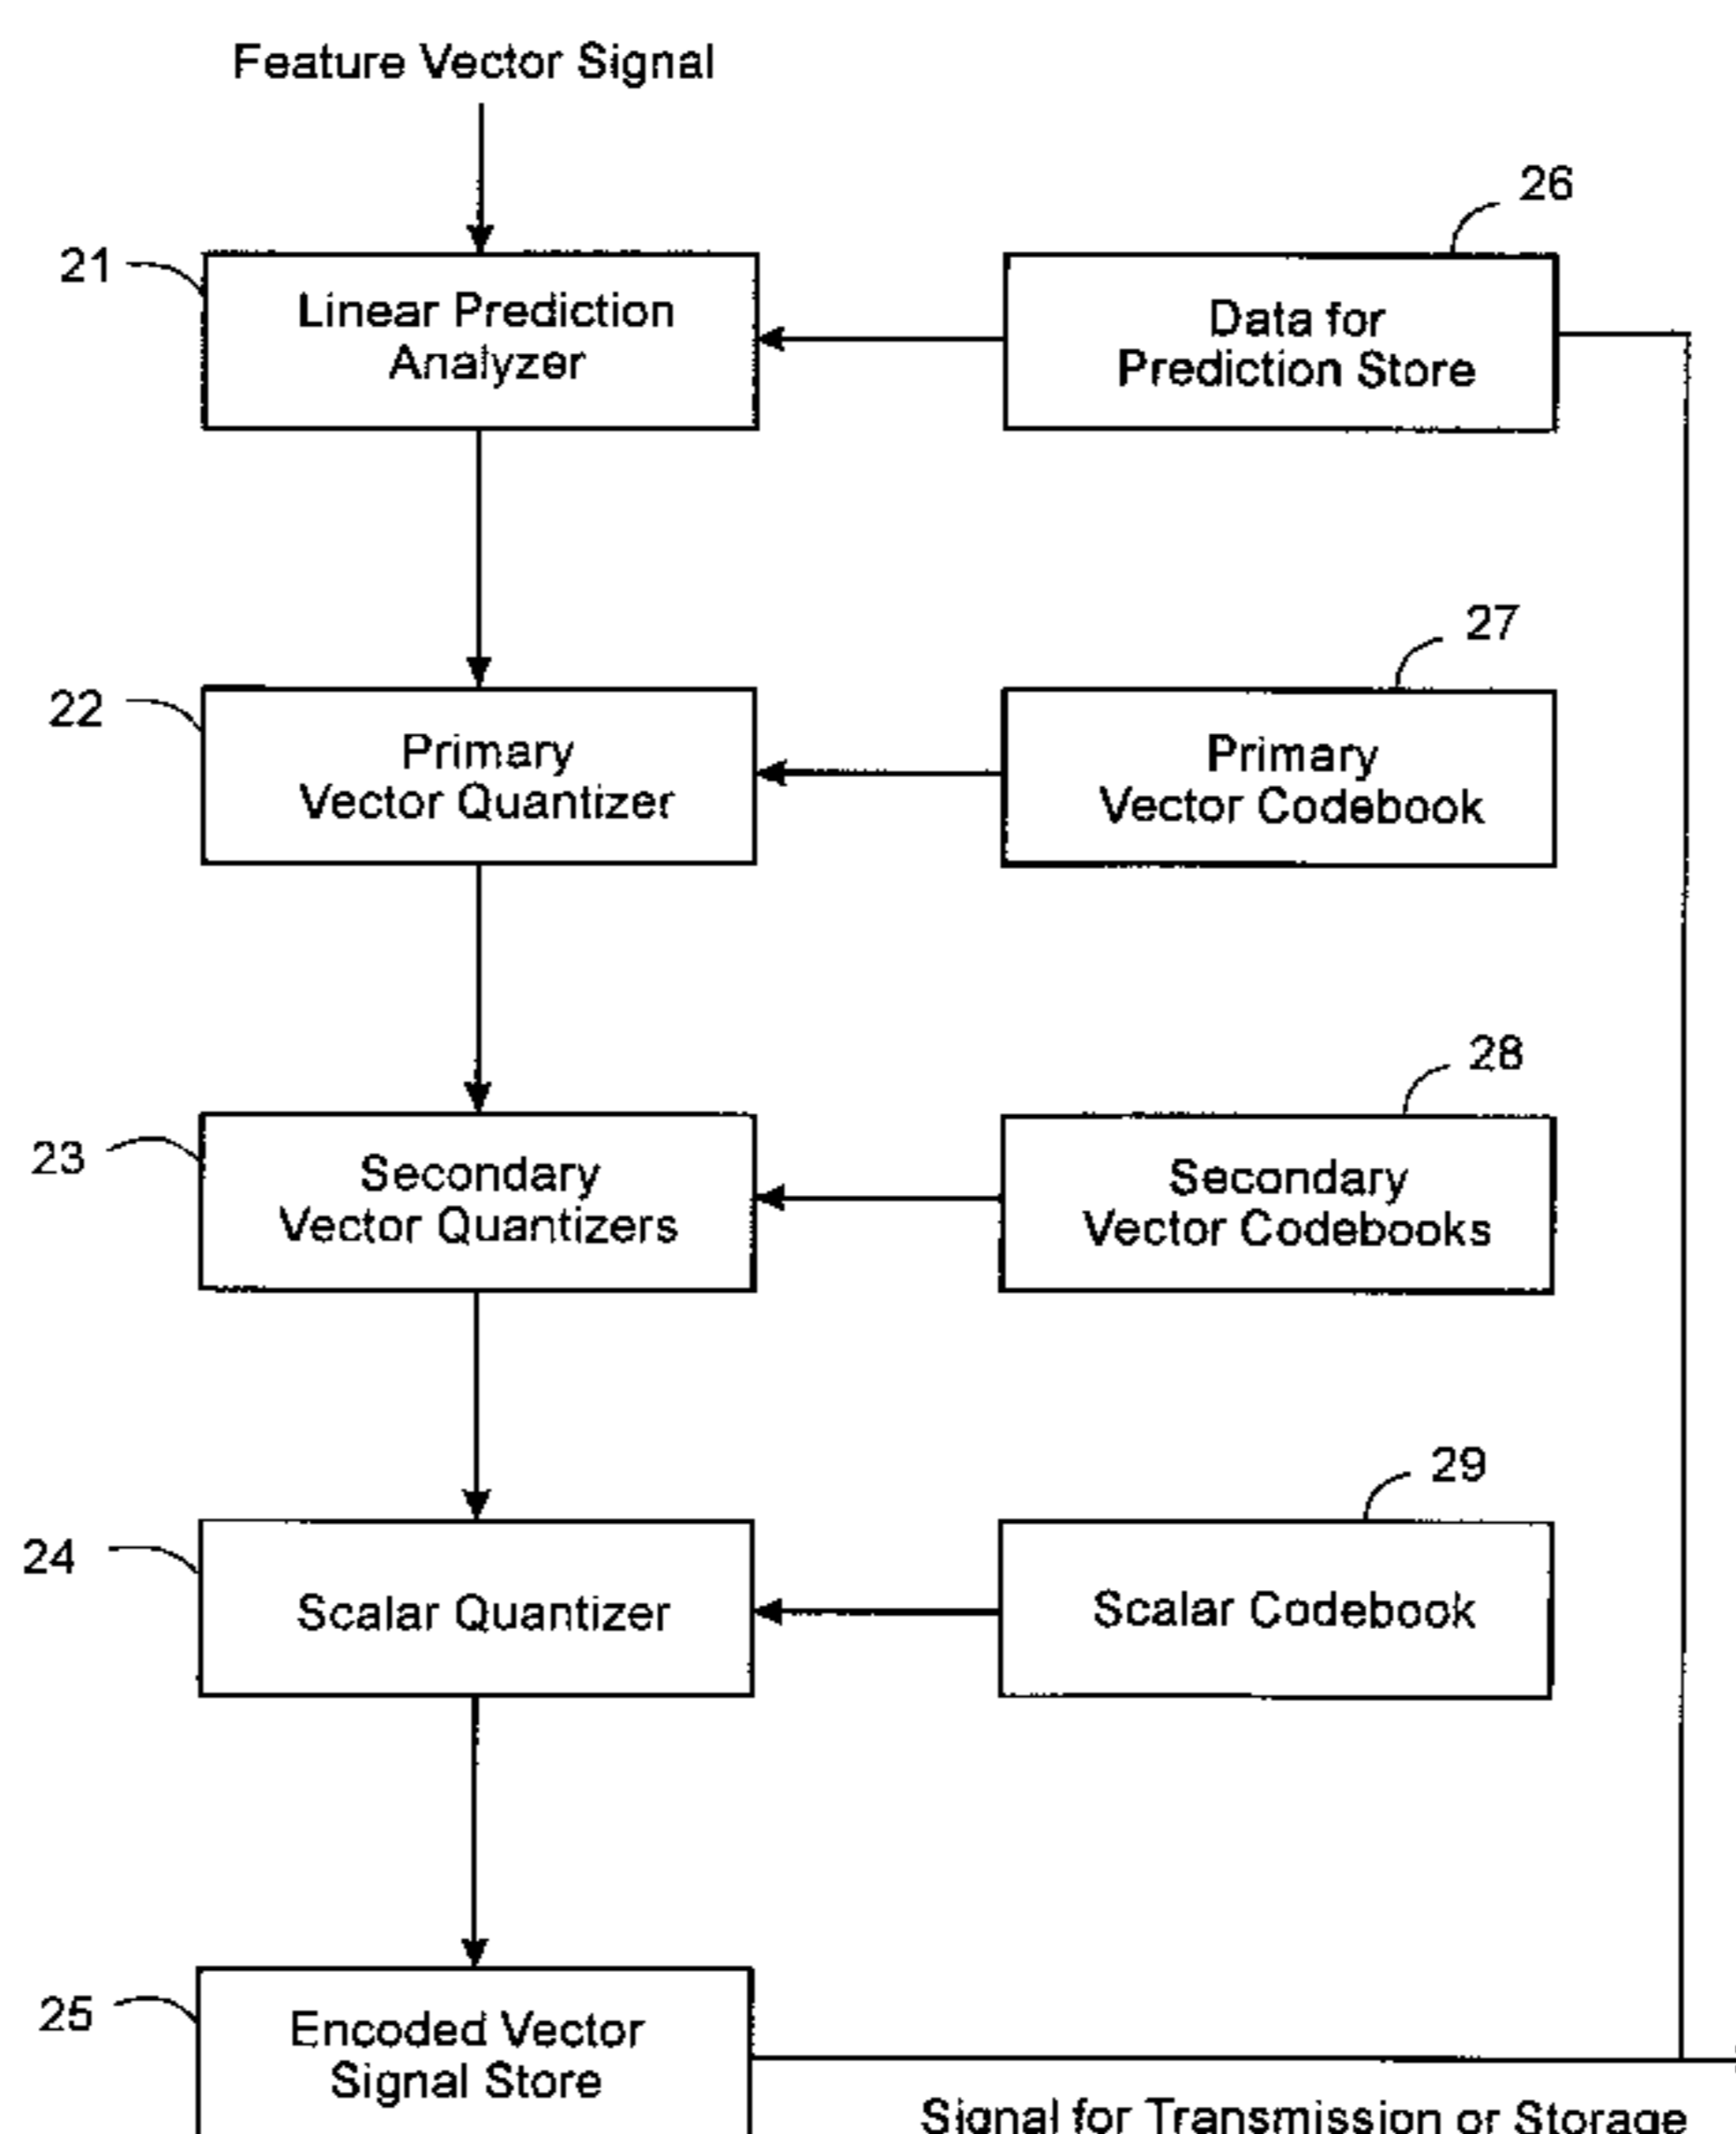 Feature Vector Signal
26
21
Linear Prediction
Analyzer
Data for
Prediction Store
27
22
Primary
Vector Quantizer
Primary
Vector Codebook
28
23
Secondary
Vector Quantizers
Secondary
Vector Codebooks
29
24
Scalar Quantizer
Scalar Codebook
25
Encoded Vector
Signal Store
Signal for Transmission or Storage